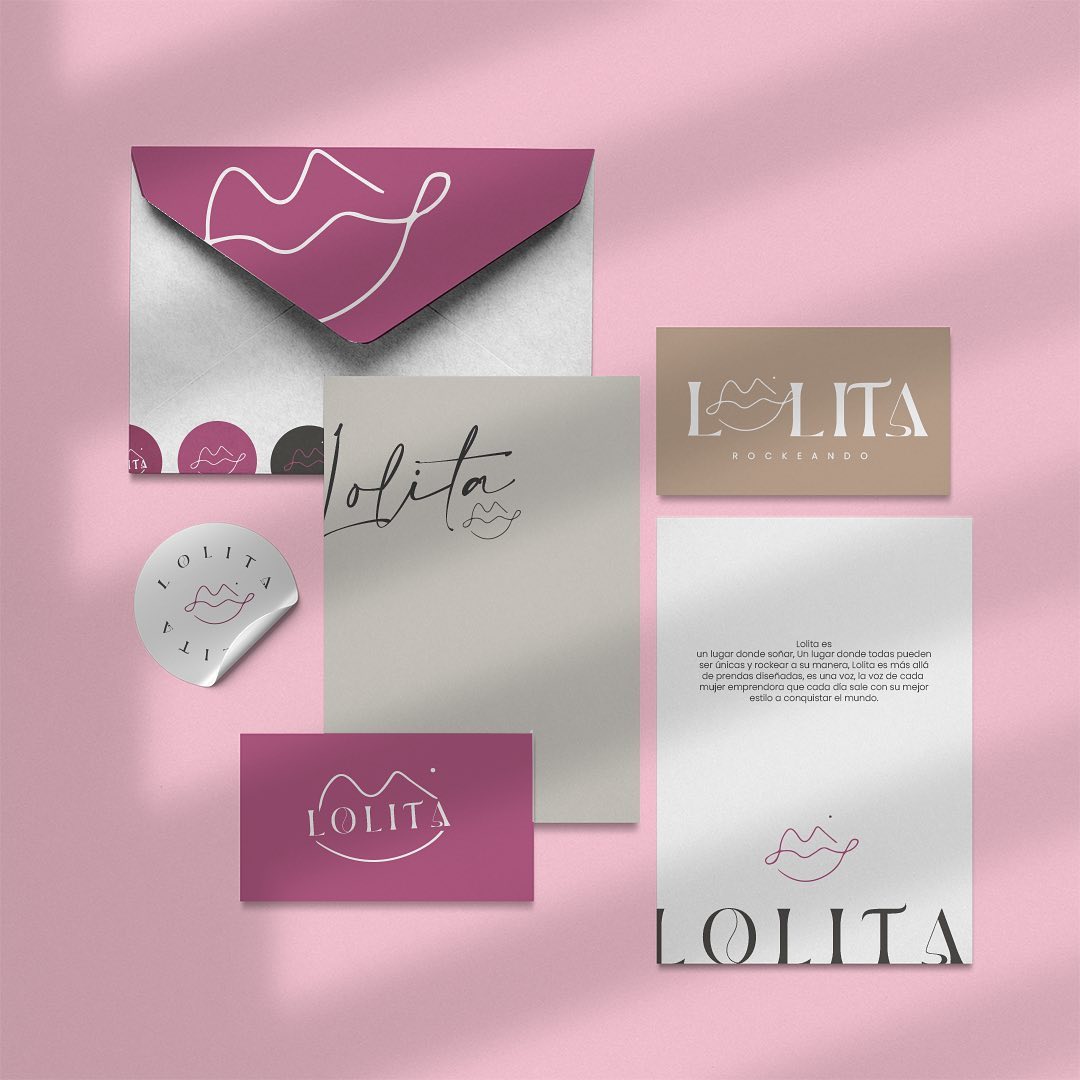 ITA
Lolita
LOLITA
ROCKEANDO
LOLITA
LOLITA
Lolita es
un lugar donde soñar, Un lugar donde todas pueden
ser únicas y rockear a su manera, Lolita es más allá
de prendas diseñadas, es una voz, la voz de cada
mujer emprendora que cada día sale con su mejor
estilo a conquistar el mundo.
LOLITA
LOLITA